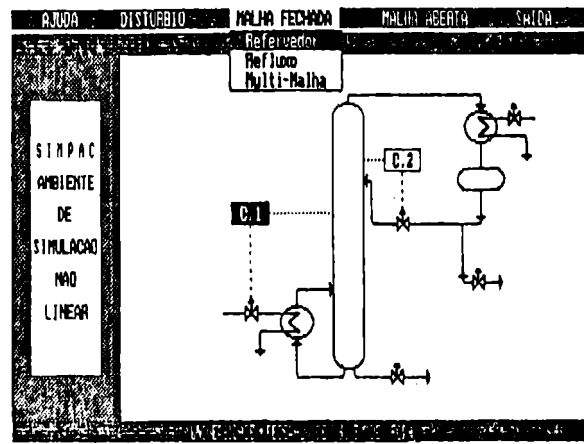 AJUDA DISTURBIO MALHA FECHADA MALHA ABERTA SAIDA
Refervedor
Refluxo
Multi-Malha
SIMPAC
AMBIENTE
DE
SIMULACAO
NAO
LINEAR
C.2
C.1